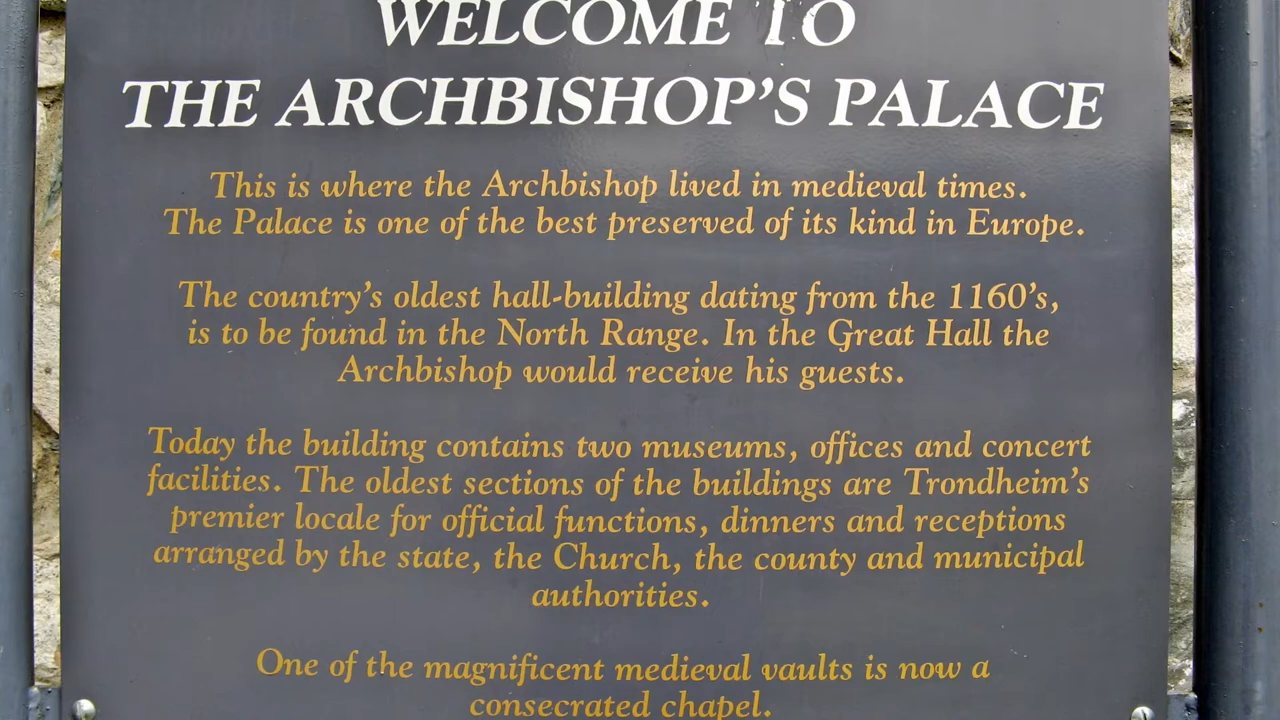 WELCOME TO
THE ARCHBISHOP'S PALACE
This is where the Archbishop lived in medieval times.
The Palace is one of the best preserved of its kind in Europe.
The country's oldest hall-building dating from the 1160's,
is to be found in the North Range. In the Great Hall the
Archbishop would receive his guests.
Today the building contains two museums, offices and concert
facilities. The oldest sections of the buildings are Trondheim's
premier locale for official functions, dinners and receptions
arranged by the state, the Church, the county and municipal
authorities.
One of the magnificent medieval vaults is now a
consecrated chapel.